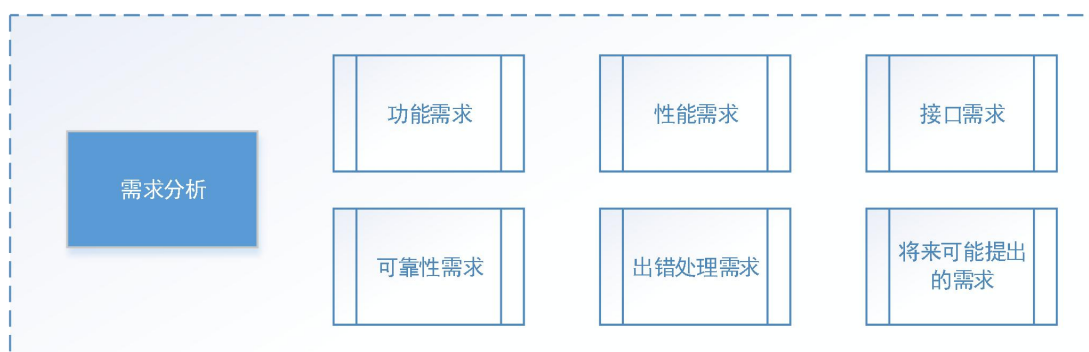 功能需求
性能需求
接口需求
需求分析
可靠性需求
出错处理需求
将来可能提出
的需求